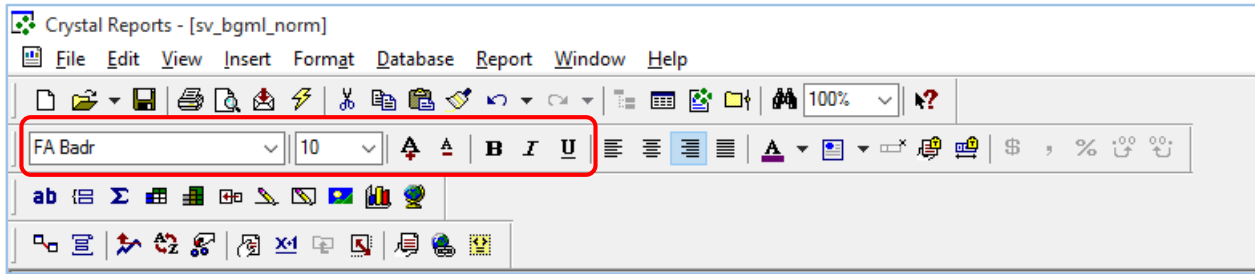 Crystal Reports - [sv_bgml_norm]
File Edit View Insert Format Database Report Window Help
100%
FA Badr 10 B I U A $ , %
ab Σ